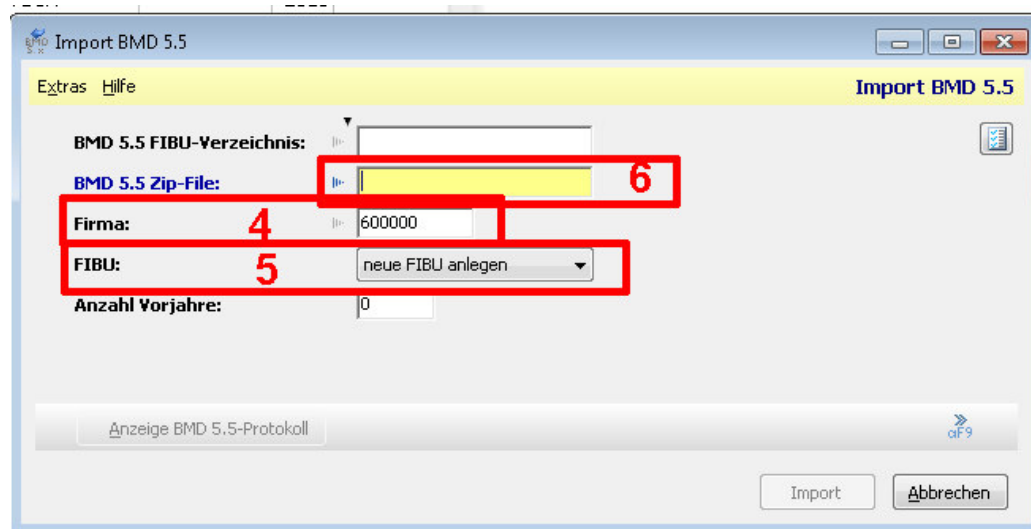 Import BMD 5.5
Extras Hilfe Import BMD 5.5
BMD 5.5 FIBU-Verzeichnis:
BMD 5.5 Zip-File: 6
Firma: 4 600000
FIBU: 5 neue FIBU anlegen
Anzahl Vorjahre: 0
Anzeige BMD 5.5-Protokoll aF9
Import Abbrechen